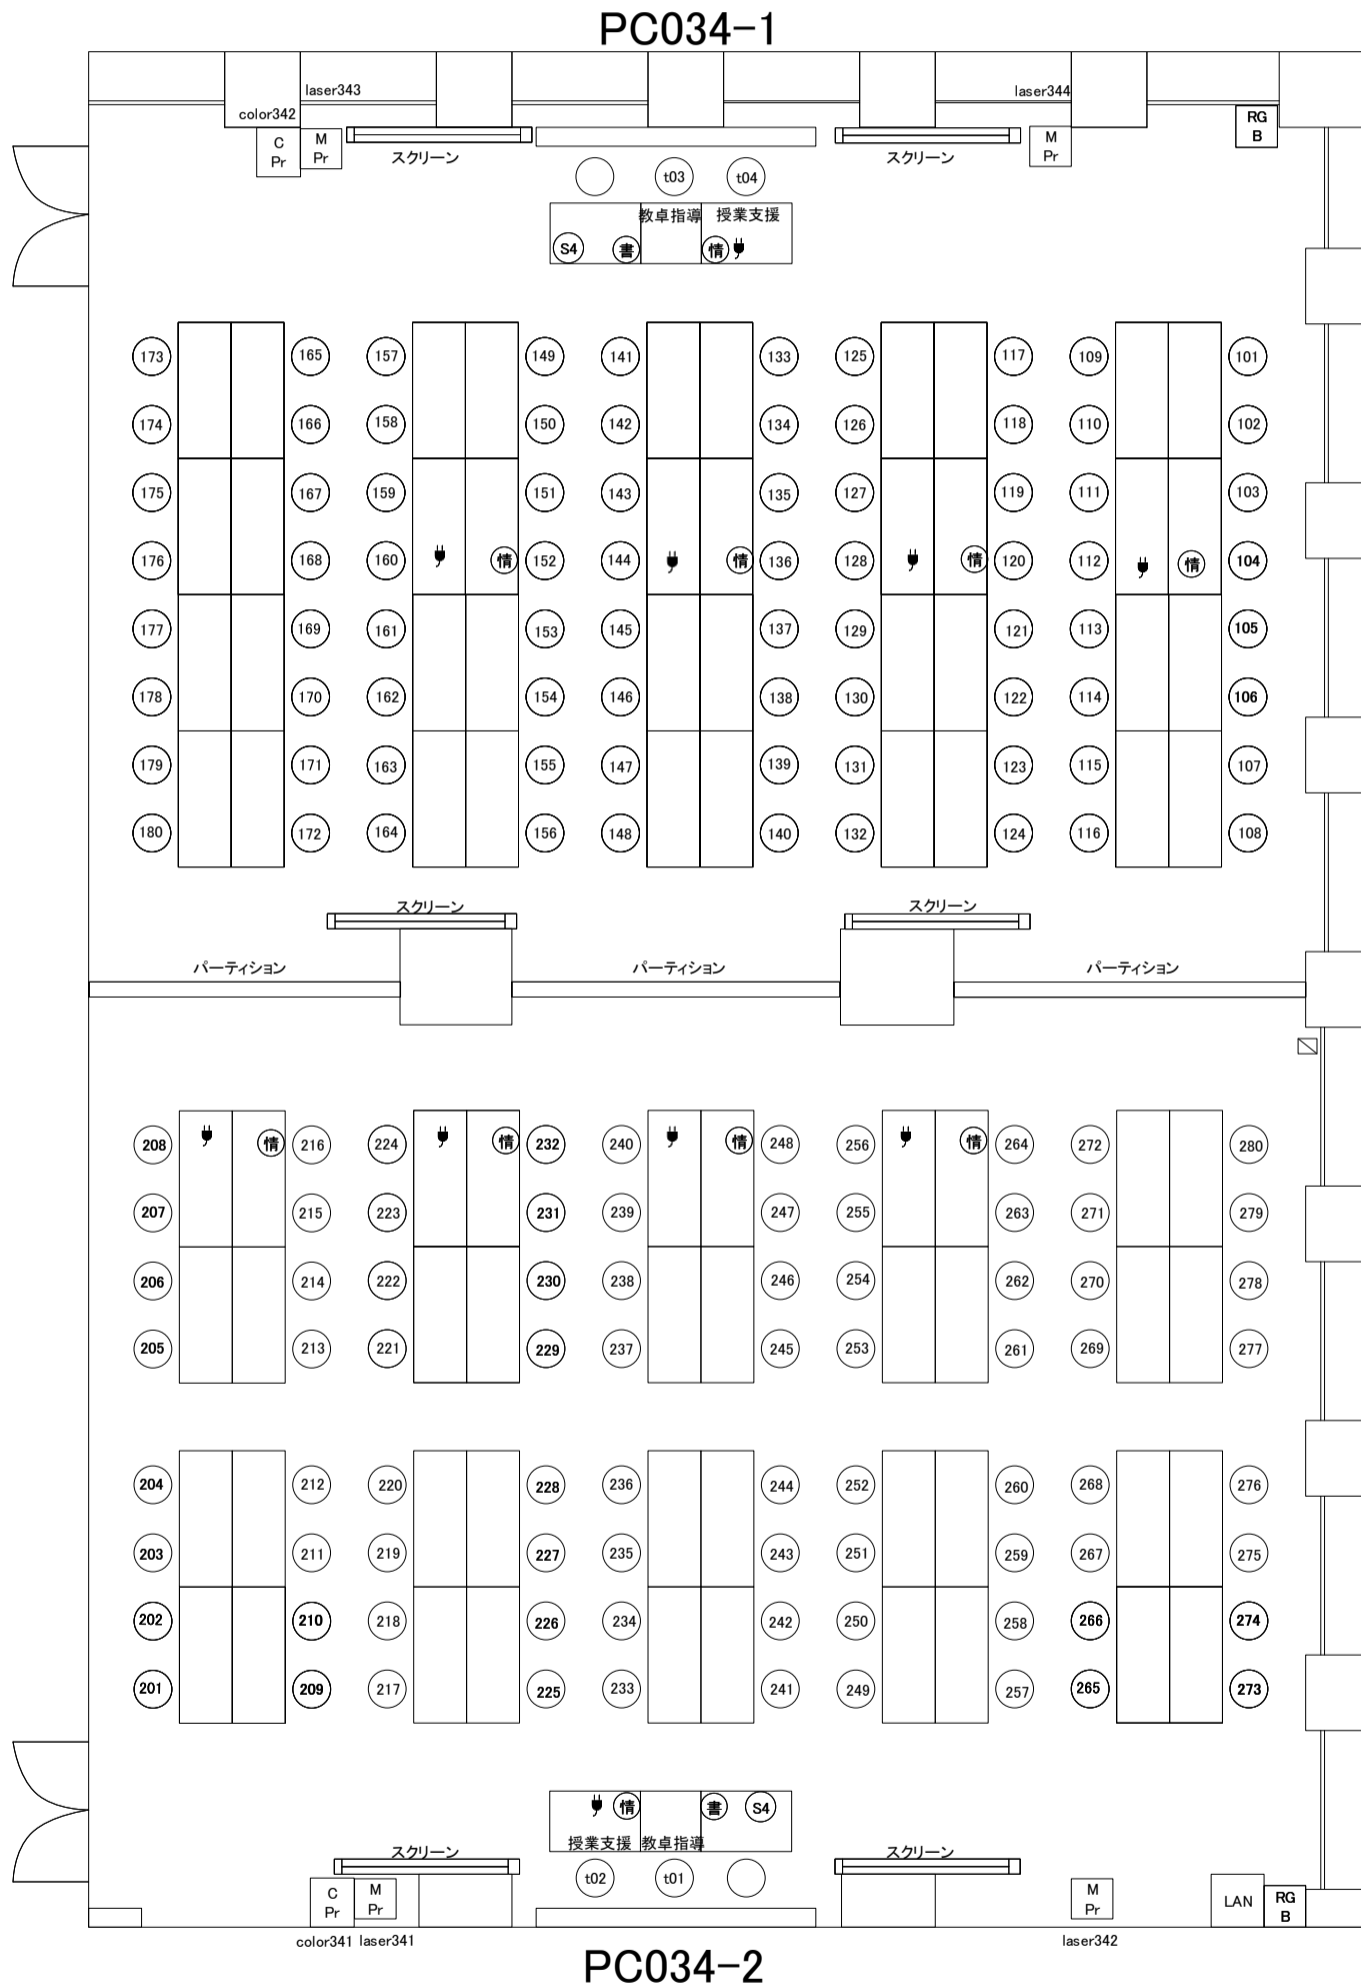 PC034-1
laser343
laser344
color342
C
Pr
M
Pr
スクリーン
スクリーン
M
Pr
RG
B
t03
t04
教卓指導
授業支援
S4
書
情
173 165 157 149 141 133 125 117 109 101
174 166 158 150 142 134 126 118 110 102
175 167 159 151 143 135 127 119 111 103
176 168 160 情 152 144 情 136 128 情 120 112 情 104
177 169 161 153 145 137 129 121 113 105
178 170 162 154 146 138 130 122 114 106
179 171 163 155 147 139 131 123 115 107
180 172 164 156 148 140 132 124 116 108
スクリーン
スクリーン
パーティション
パーティション
パーティション
208 情 216 224 情 232 240 情 248 256 情 264 272 280
207 215 223 231 239 247 255 263 271 279
206 214 222 230 238 246 254 262 270 278
205 213 221 229 237 245 253 261 269 277
204 212 220 228 236 244 252 260 268 276
203 211 219 227 235 243 251 259 267 275
202 210 218 226 234 242 250 258 266 274
201 209 217 225 233 241 249 257 265 273
情
書
S4
授業支援
教卓指導
スクリーン
スクリーン
t02
t01
C
Pr
M
Pr
M
Pr
LAN
RG
B
color341
laser341
laser342
PC034-2